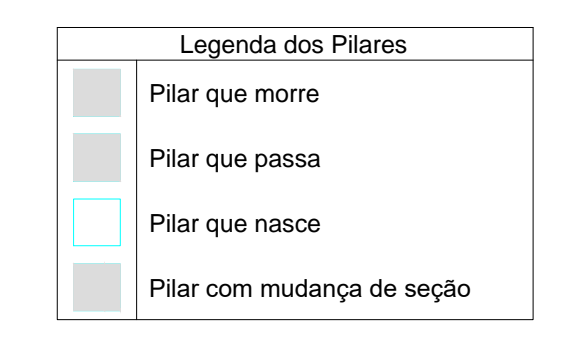 Legenda dos Pilares
Pilar que morre
Pilar que passa
Pilar que nasce
Pilar com mudança de seção